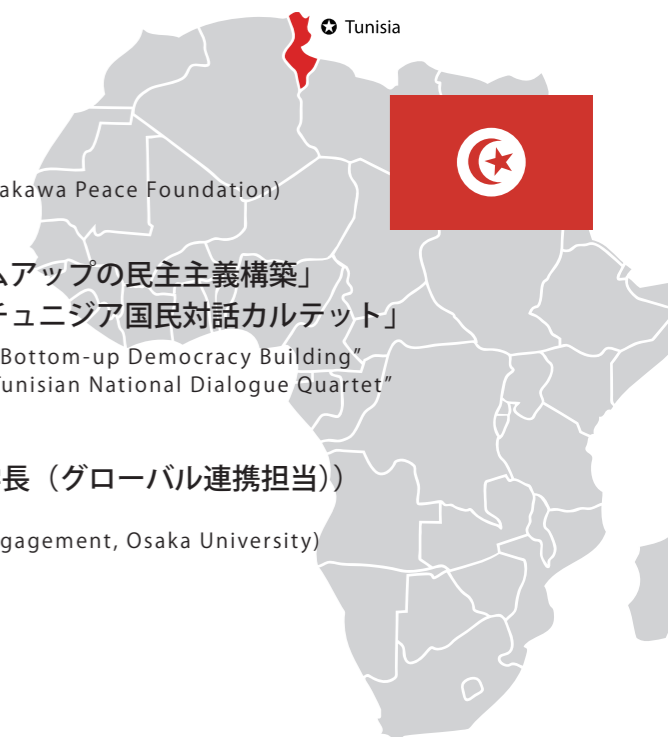 Tunisia
akawa Peace Foundation)
ムアップの民主主義構築」
チュニジア国民対話カルテット」
Bottom-up Democracy Building”
unisian National Dialogue Quartet”
長（グローバル連携担当））
gagement, Osaka University)